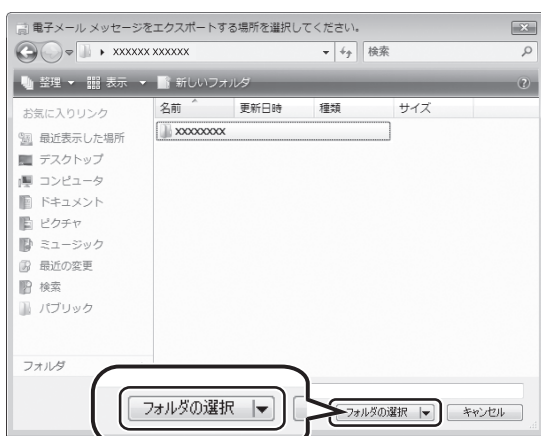 電子メール メッセージをエクスポートする場所を選択してください。
xxxxxx xxxxxx 検索
整理 表示 新しいフォルダ
お気に入りリンク
最近表示した場所
デスクトップ
コンピュータ
ドキュメント
ピクチャ
ミュージック
最近の変更
検索
パブリック
フォルダ
名前 更新日時 種類 サイズ
xxxxxxxx
フォルダの選択
フォルダの選択 キャンセル